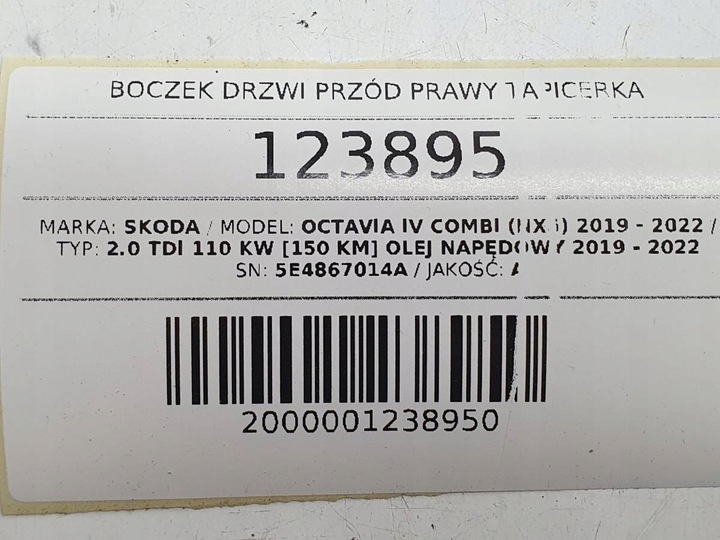 BOCZEK DRZWI PRZÓD PRAWY TAPICERKA
123895
MARKA: SKODA / MODEL: OCTAVIA IV COMBI (NX5) 2019 - 2022 /
TYP: 2.0 TDI 110 KW [150 KM] OLEJ NAPĘDOWY 2019 - 2022
SN: 5E4867014A / JAKOŚĆ: A
2000001238950